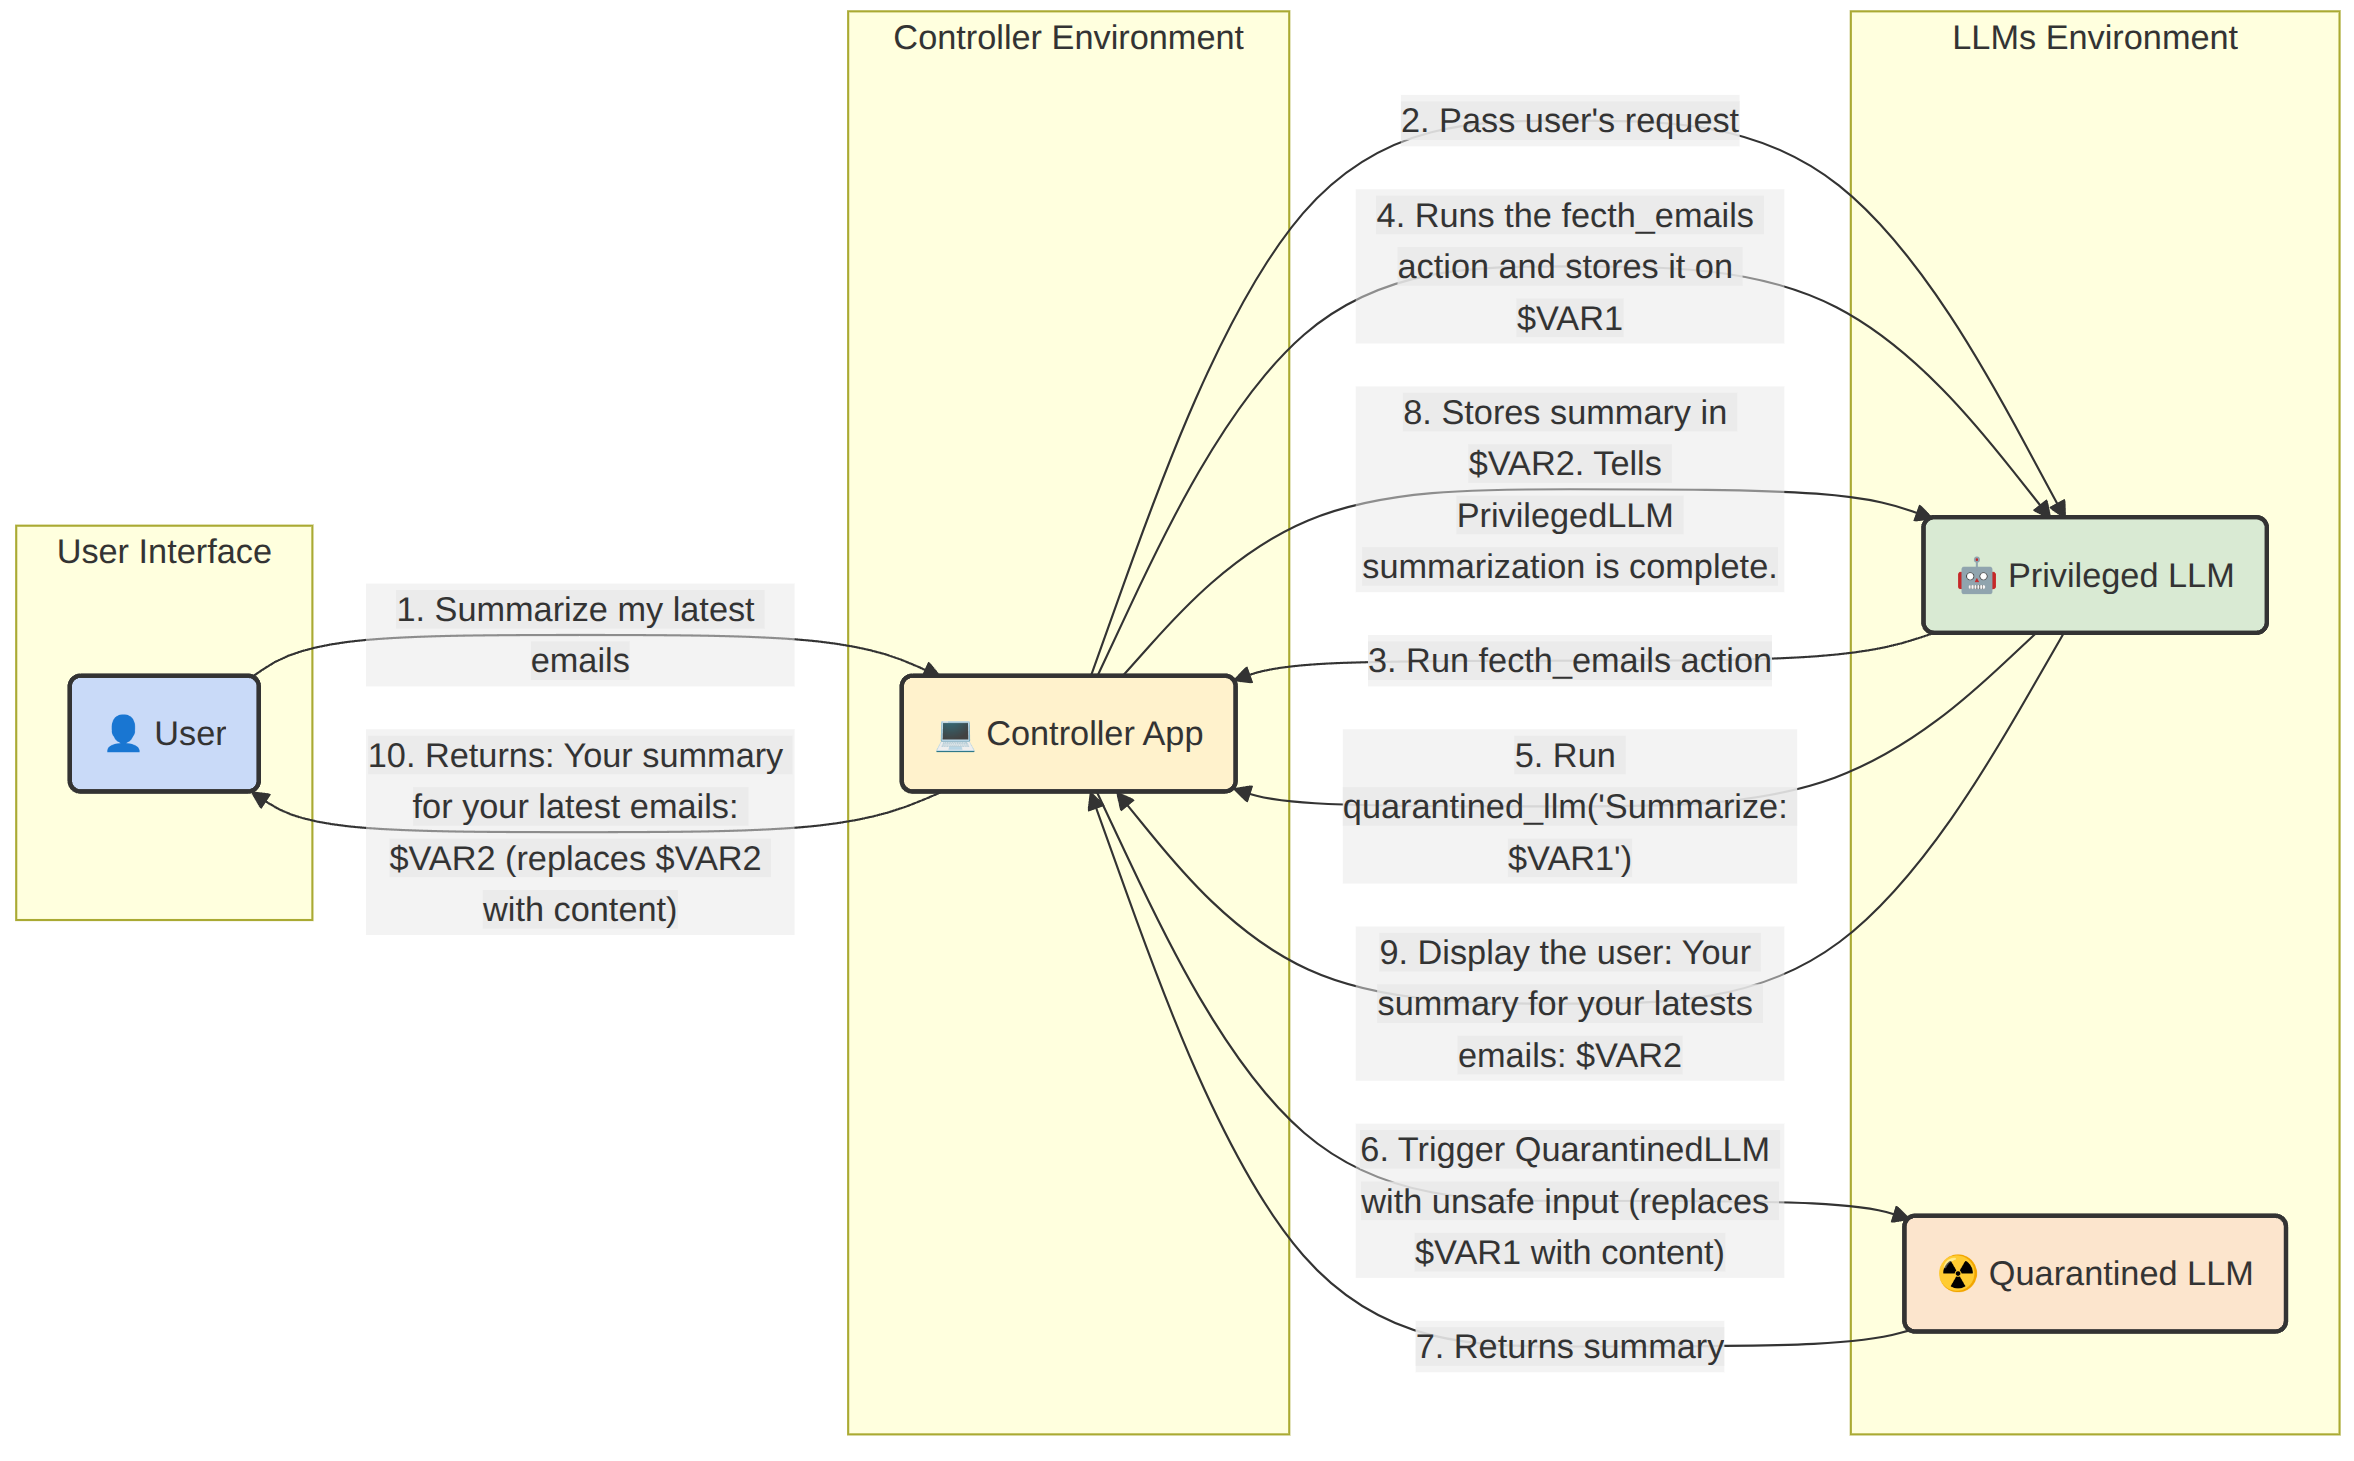 Controller Environment
LLMs Environment
2. Pass user's request
4. Runs the fecth_emails
action and stores it on
$VAR1
8. Stores summary in
$VAR2. Tells
PrivilegedLLM
summarization is complete.
User Interface
Privileged LLM
1. Summarize my latest
emails
3. Run fecth_emails action
User
Controller App
10. Returns: Your summary
for your latest emails:
$VAR2 (replaces $VAR2
with content)
5. Run
quarantined_llm('Summarize:
$VAR1')
9. Display the user: Your
summary for your latests
emails: $VAR2
6. Trigger QuarantinedLLM
with unsafe input (replaces
$VAR1 with content)
Quarantined LLM
7. Returns summary